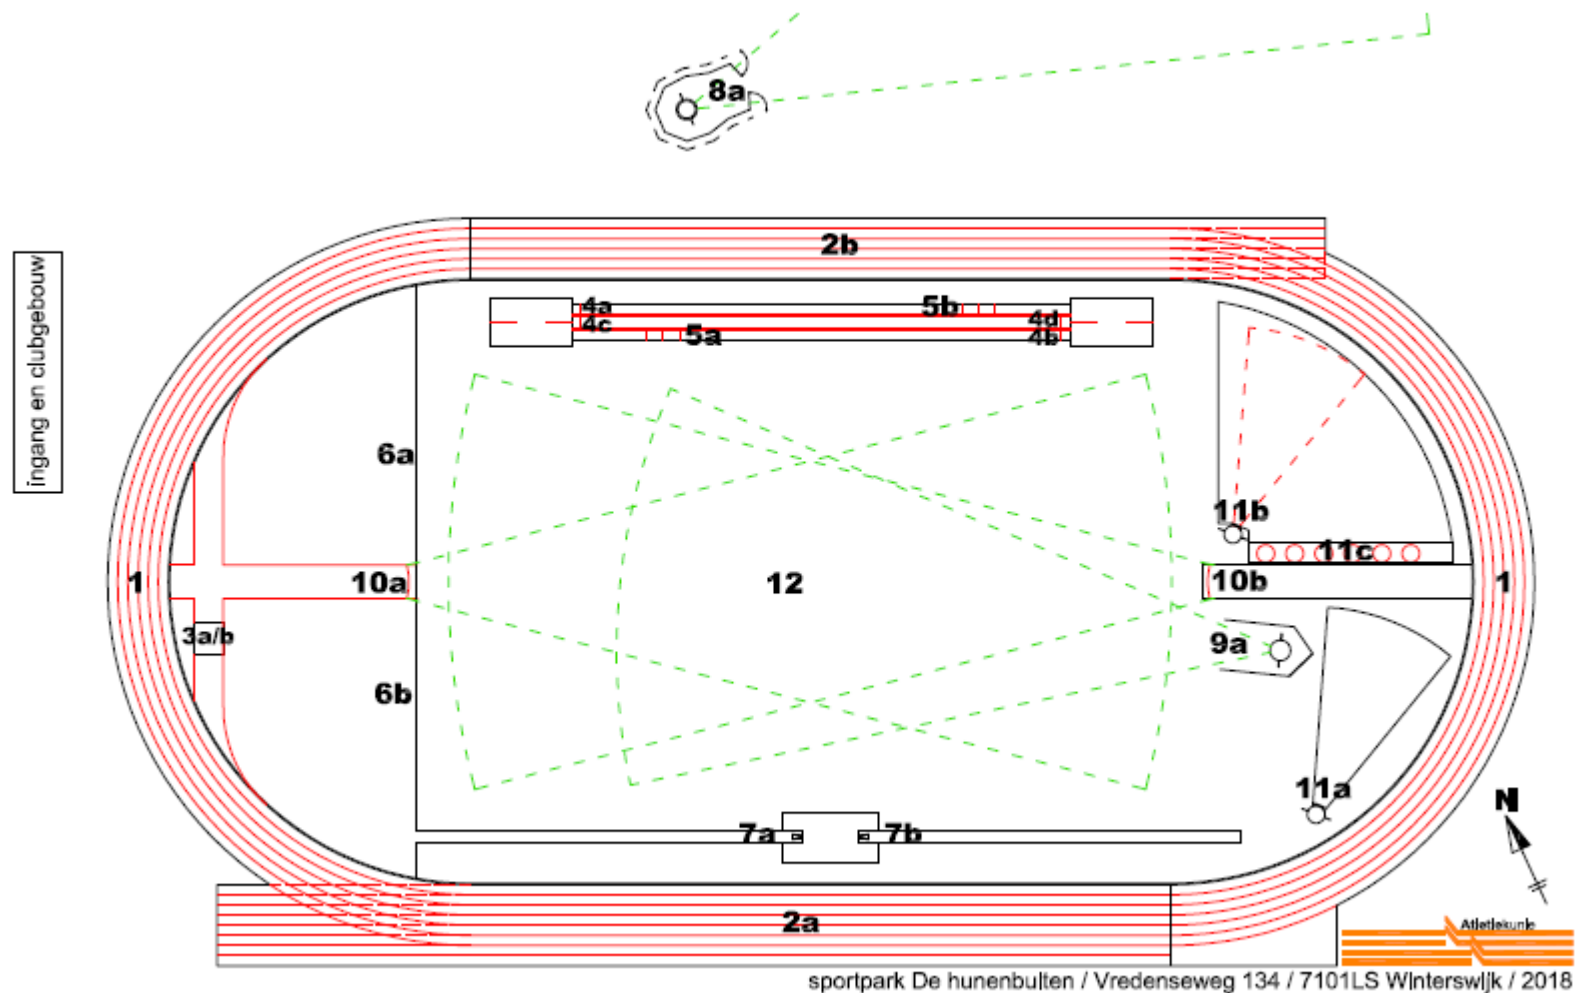 8a
ingang en clubgebouw
2b
4a
5b
4c
4d
5a
4b
6a
11b
11c
1
10a
12
10b
1
3a/b
9a
6b
11a
N
7a
7b
2a
Atletiekunie
sportpark De hunenbulten / Vredenseweg 134 / 7101LS Winterswijk / 2018